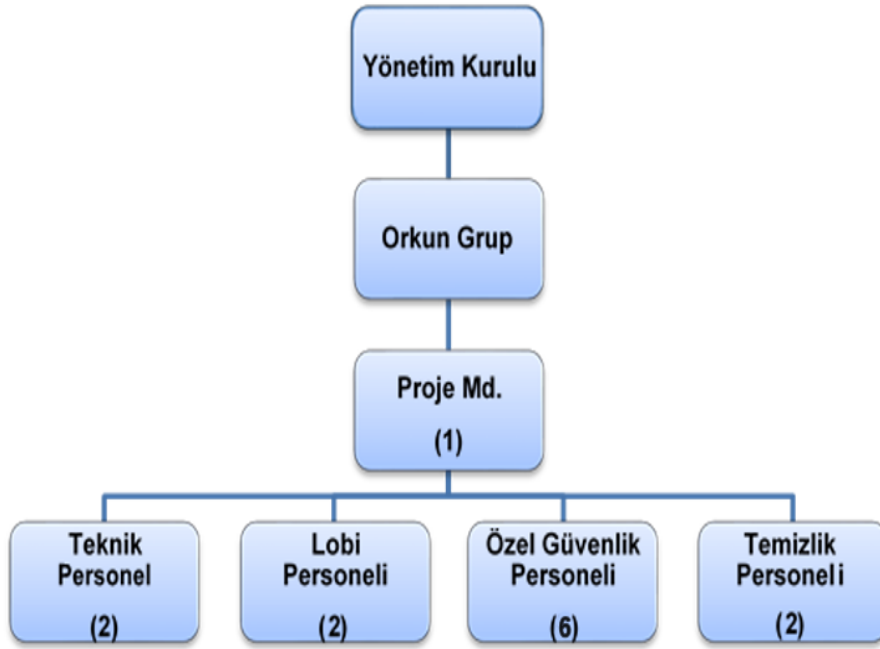 Yönetim Kurulu
Orkun Grup
Proje Md.
(1)
Teknik
Personel
(2)
Lobi
Personeli
(2)
Özel Güvenlik
Personeli
(6)
Temizlik
Personeli
(2)